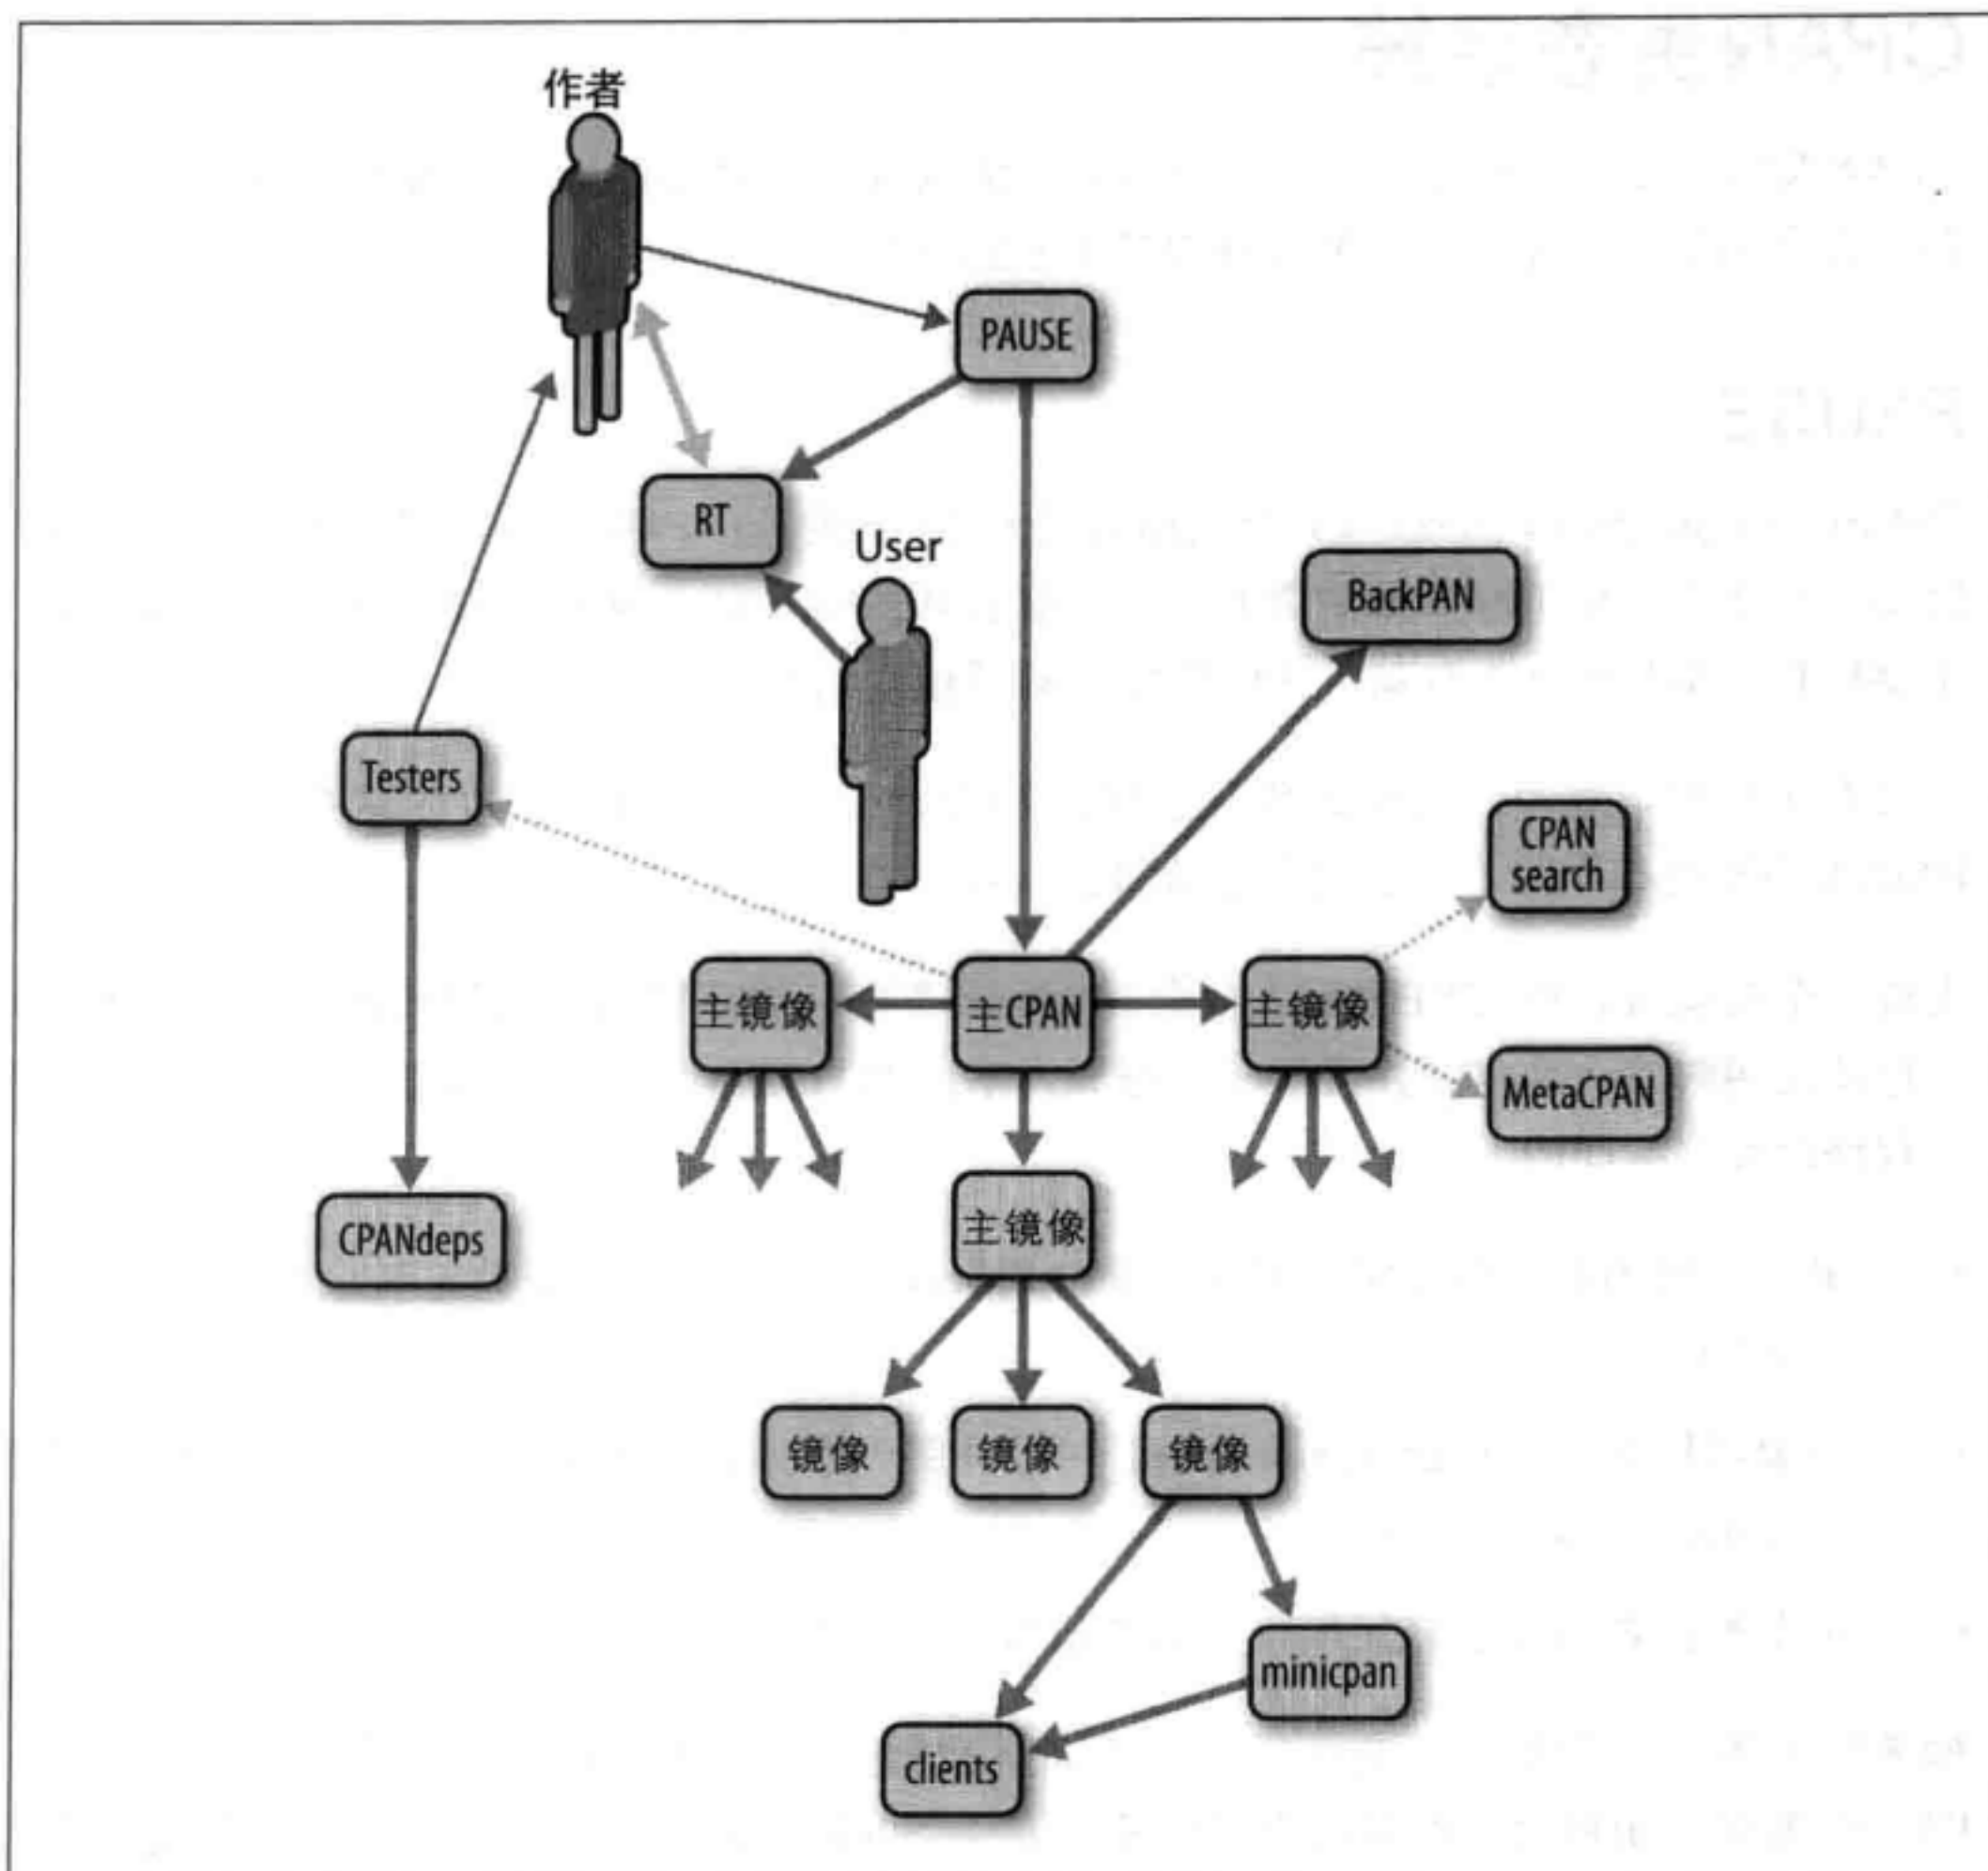 作者
PAUSE
RT
User
BackPAN
Testers
CPAN
search
主镜像
主CPAN
主镜像
MetaCPAN
主镜像
CPANdeps
镜像
镜像
镜像
minicpan
clients